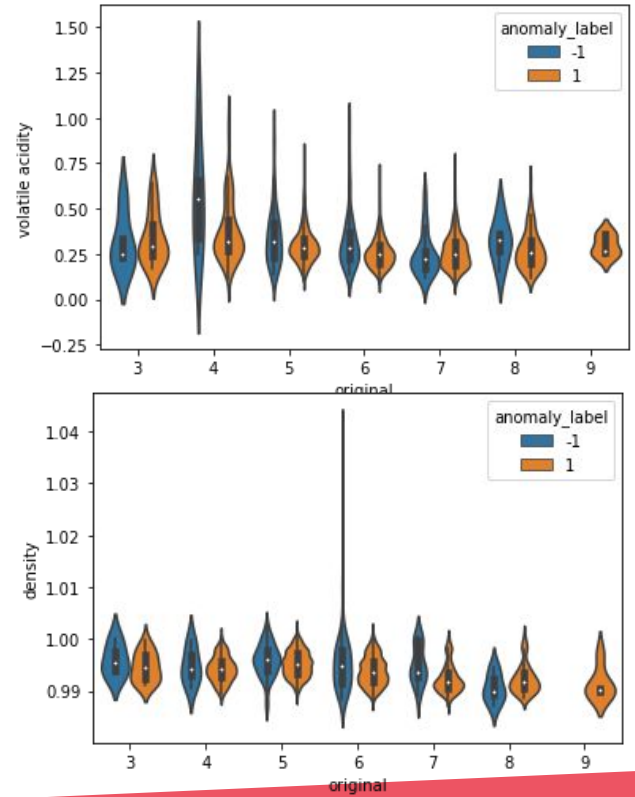 anomaly_label
-1
1
1.50
1.25
1.00
0.75
0.50
0.25
0.00
−0.25
volatile acidity
3 4 5 6 7 8 9
original
anomaly_label
-1
1
1.04
1.03
1.02
1.01
1.00
0.99
density
3 4 5 6 7 8 9
original